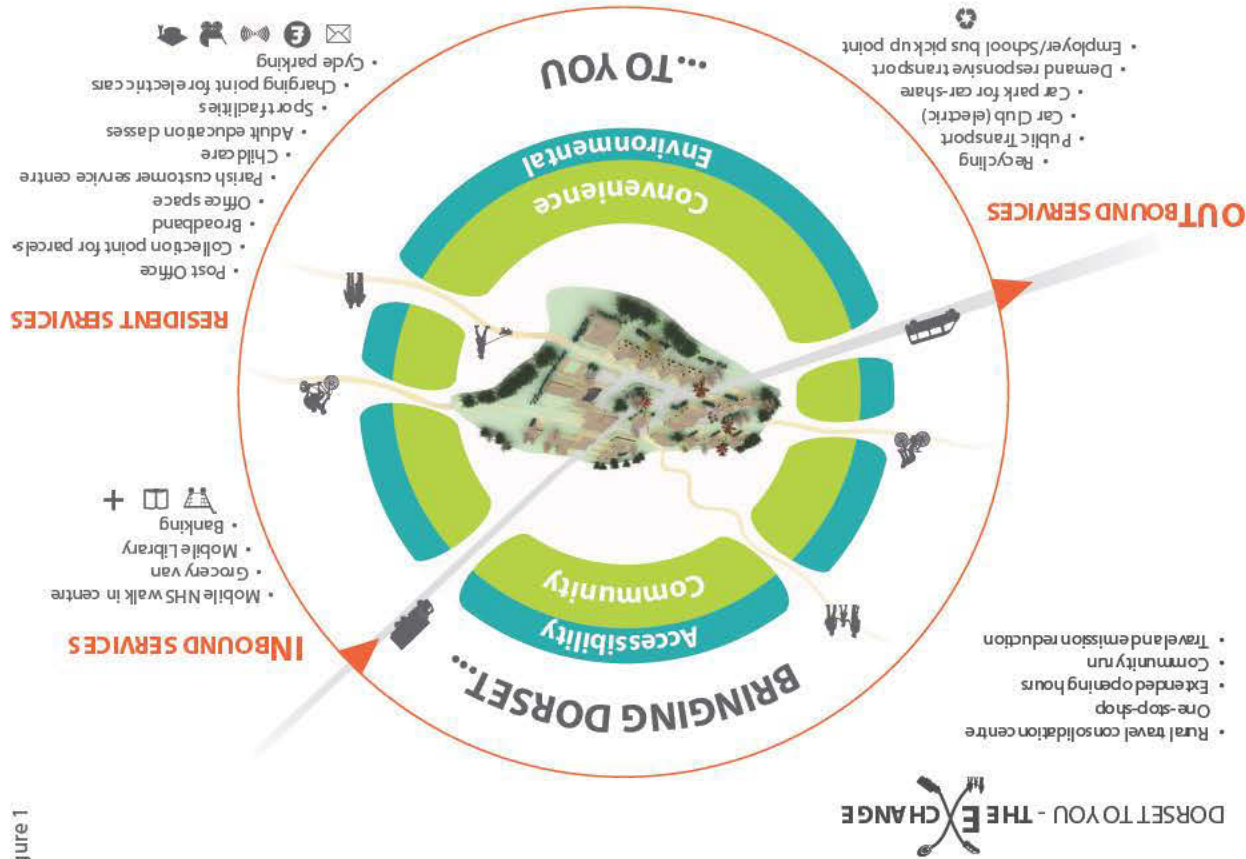 gure 1
DORSET TO YOU - THE EXCHANGE
• Rural travel consolidation centre
One-stop-shop
• Extended opening hours
• Community run
• Travel and emission reduction
BRINGING DORSET...
Accessibility
Community
INBOUND SERVICES
• Mobile NHS walk in centre
• Grocery van
• Mobile Library
• Banking
RESIDENT SERVICES
• Post Office
• Collection point for parcels-
• Broadband
• Office space
• Parish customer service centre
• Child care
• Adult education classes
• Sport facilities
• Charging point for electric cars
• Cycle parking
OUTBOUND SERVICES
• Recycling
• Public Transport
• Car Club (electric)
• Car park for car-share
• Demand responsive transport
• Employer/School bus pick up point
Convenience
Environmental
...TO YOU